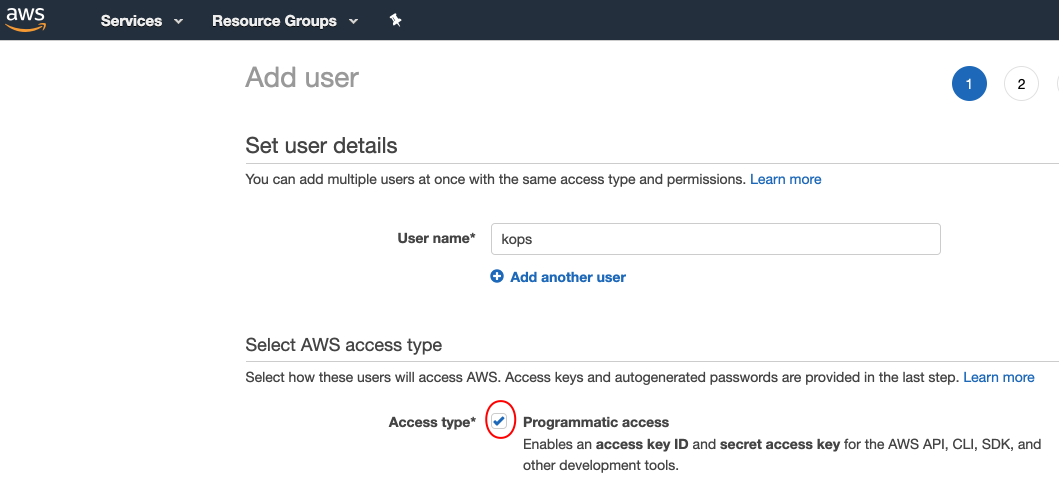 aws Services Resource Groups
Add user
1 2
Set user details
You can add multiple users at once with the same access type and permissions. Learn more
User name* kops
Add another user
Select AWS access type
Select how these users will access AWS. Access keys and autogenerated passwords are provided in the last step. Learn more
Access type* Programmatic access
Enables an access key ID and secret access key for the AWS API, CLI, SDK, and
other development tools.